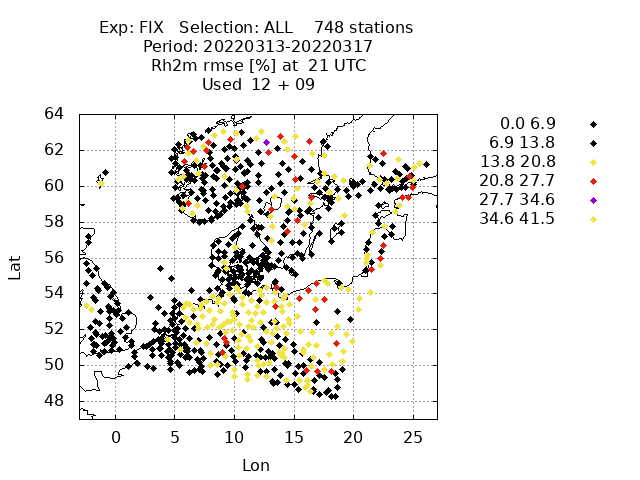 Exp: FIX Selection: ALL 748 stations
Period: 20220313-20220317
Rh2m rmse [%] at 21 UTC
Used 12 + 09
0.0 6.9
6.9 13.8
13.8 20.8
20.8 27.7
27.7 34.6
34.6 41.5
64
62
60
58
56
54
52
50
48
Lat
0 5 10 15 20 25
Lon